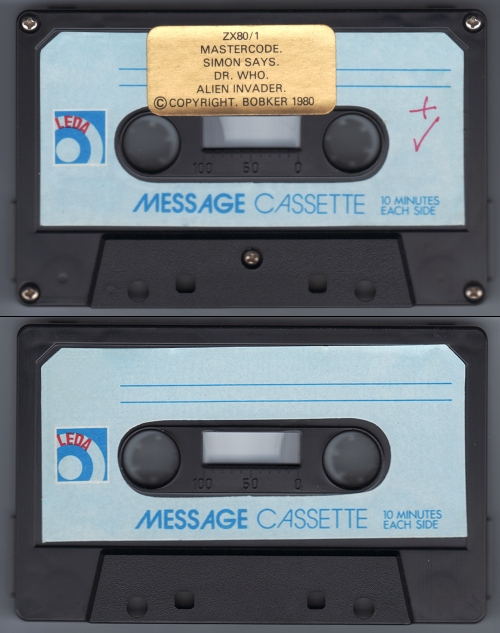 ZX80/1
MASTERCODE.
SIMON SAYS.
DR. WHO.
ALIEN INVADER.
© COPYRIGHT. BOBKER 1980
LEDA
100 50 0
MESSAGE CASSETTE 10 MINUTES
EACH SIDE
LEDA
100 50 0
MESSAGE CASSETTE 10 MINUTES
EACH SIDE